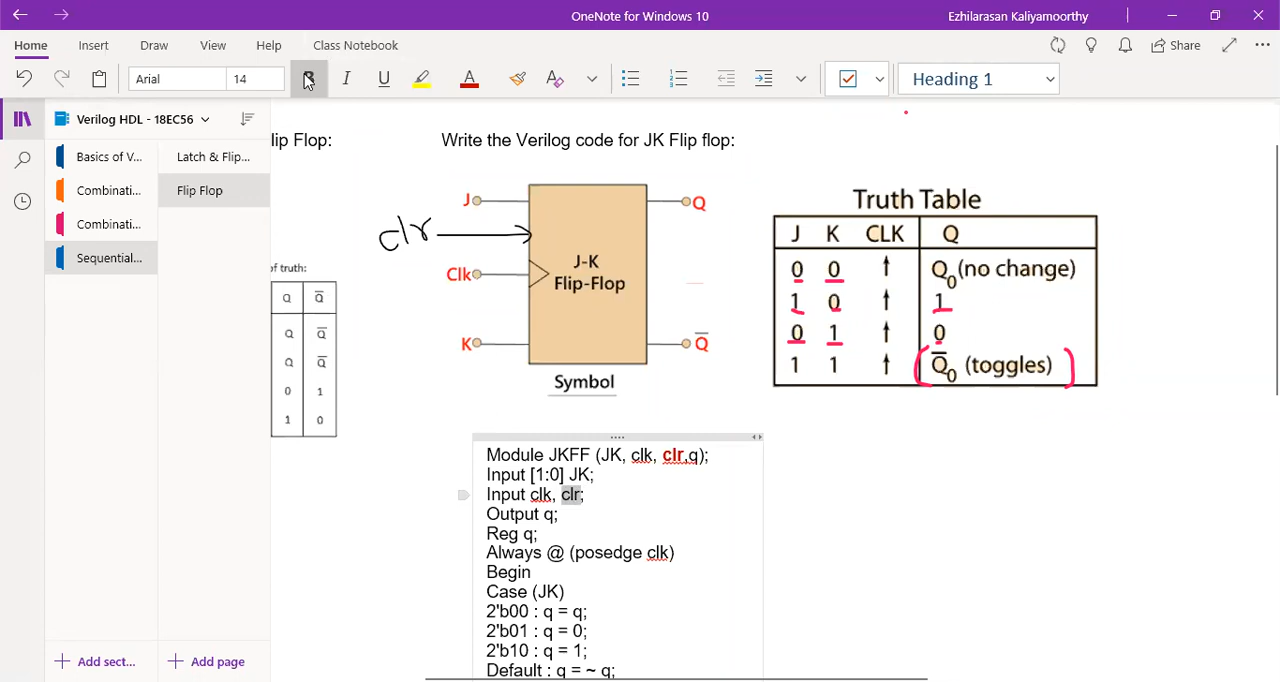 OneNote for Windows 10
Ezhilarasan Kaliyamoorthy
Home Insert Draw View Help Class Notebook
Share
Arial 14 B I U A A Heading 1
Verilog HDL - 18EC56
Basics of V...
Combinati...
Combinati...
Sequential...
Latch & Flip...
Flip Flop
Add sect...
Add page
lip Flop:
of truth:
Q Q̅
Q Q̅
Q Q̅
0 1
1 0
Write the Verilog code for JK Flip flop:
J
clr
Clk
K
J-K
Flip-Flop
Q
Q̅
Symbol
Truth Table
J K CLK Q
0 0 ↑ Q₀ (no change)
1 0 ↑ 1
0 1 ↑ 0
1 1 ↑ Q̅₀ (toggles)
Module JKFF (JK, clk, clr,q);
Input [1:0] JK;
Input clk, clr;
Output q;
Reg q;
Always @ (posedge clk)
Begin
Case (JK)
2'b00 : q = q;
2'b01 : q = 0;
2'b10 : q = 1;
Default : q = ~ q;